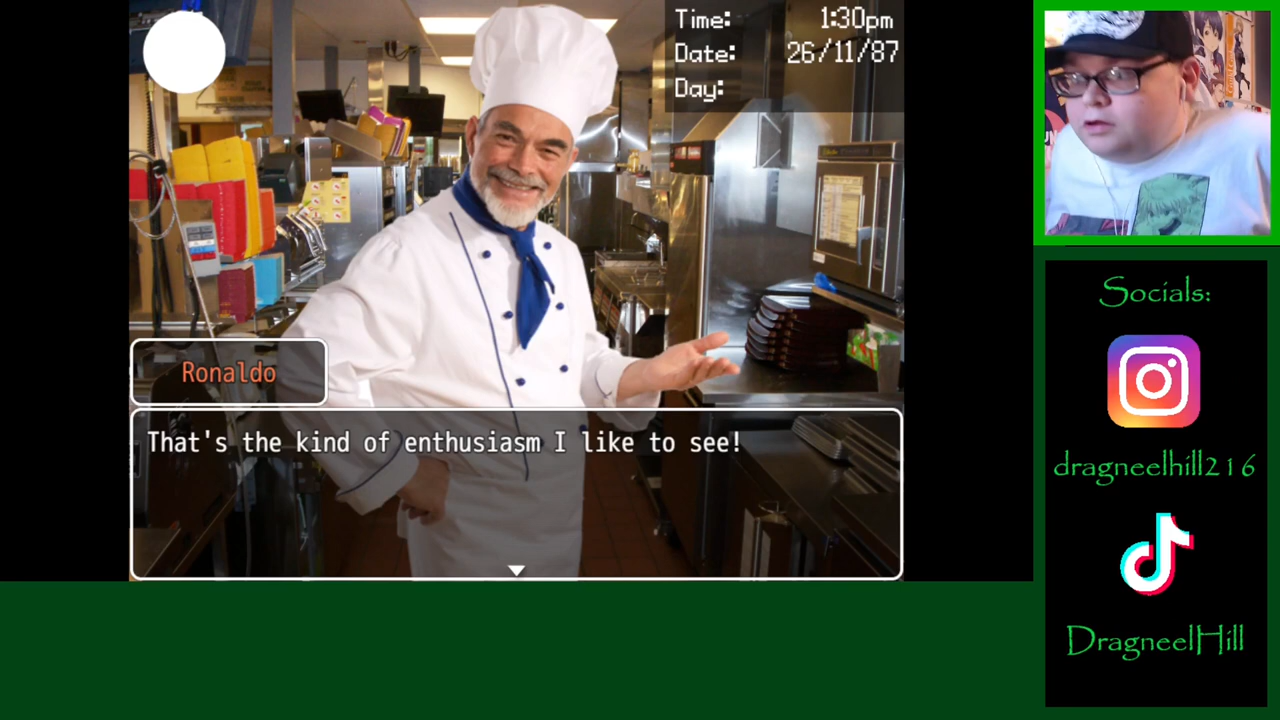 Time: 1:30pm
Date: 26/11/87
Day:
Ronaldo
That's the kind of enthusiasm I like to see!
Socials:
dragneelhill216
DragneelHill